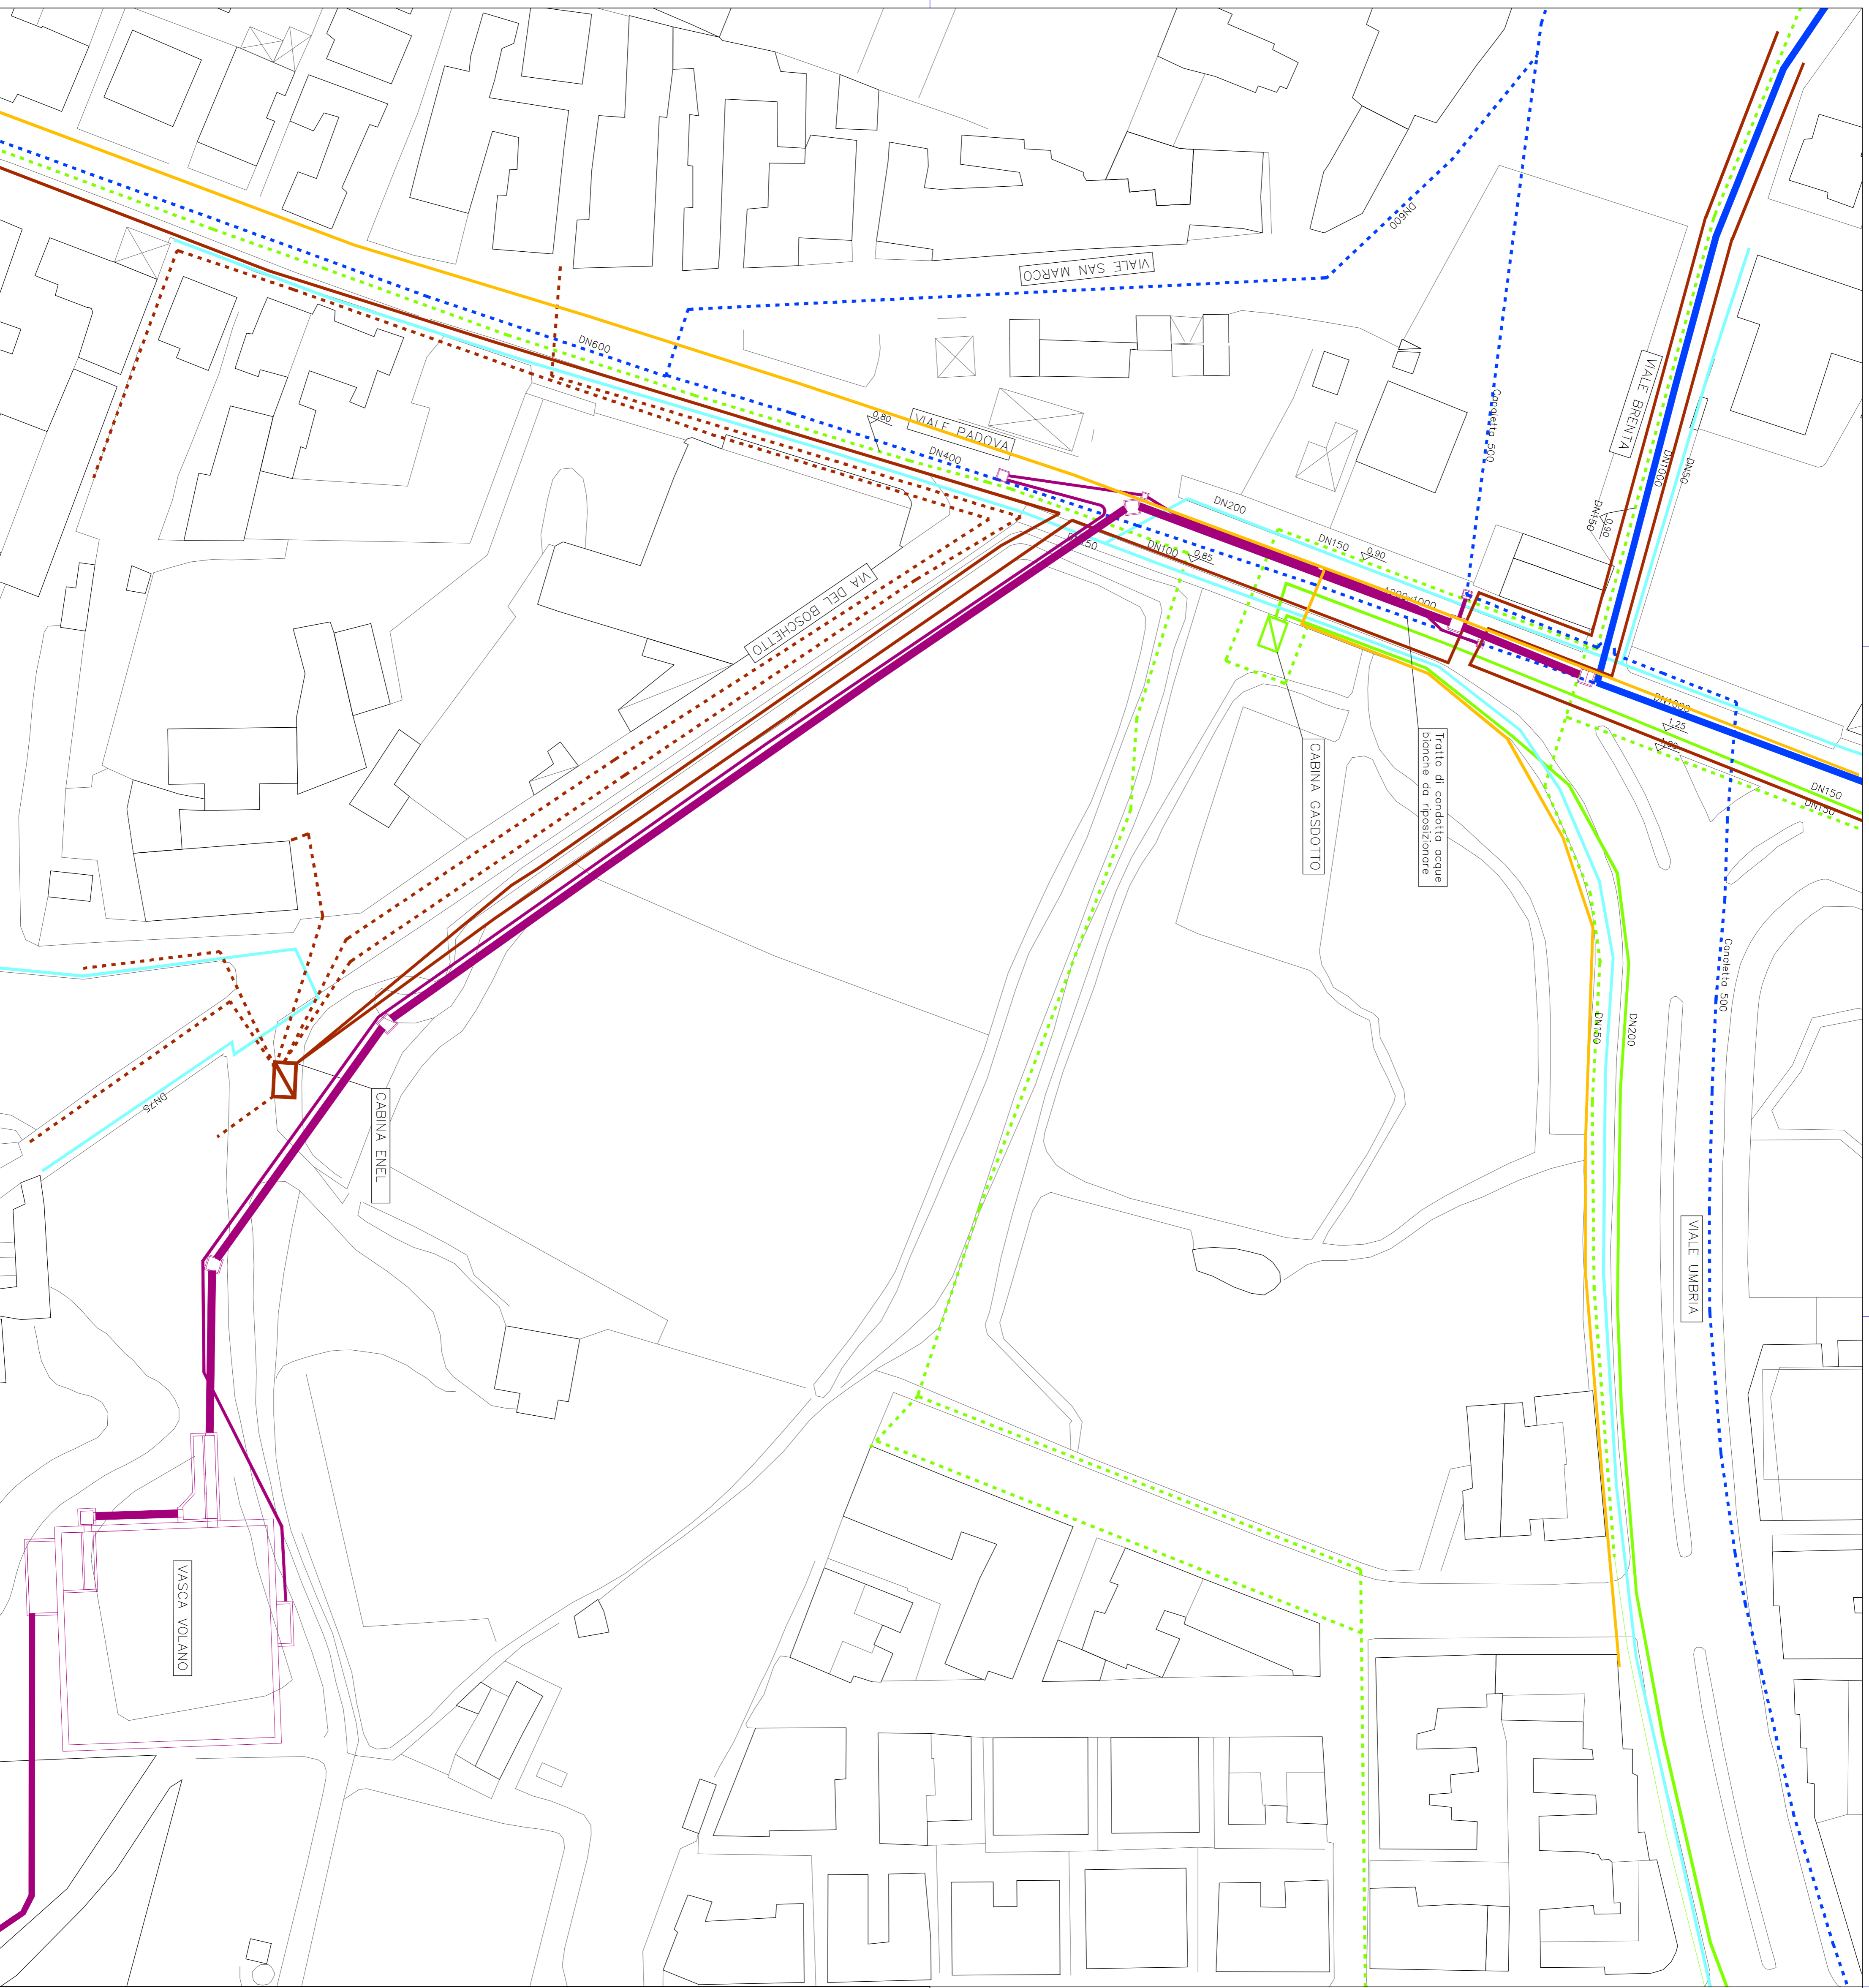 DN600
VIALE SAN MARCO
Canaletta 500
VIALE BRENTA
DN1000
DN50
DN150
0,90
DN600
0,80
VIALE PADOVA
DN400
DN200
DN150
0,90
DN150
DN100
0,85
VIA DEL BOSCHETTO
DN1000
1,25
DN150
DN150
CABINA GASDOTTO
Tratto di condotta acque
bianche da riposizionare
Canaletta 500
DN150
DN200
DN75
CABINA ENEL
VIALE UMBRIA
VASCA VOLANO